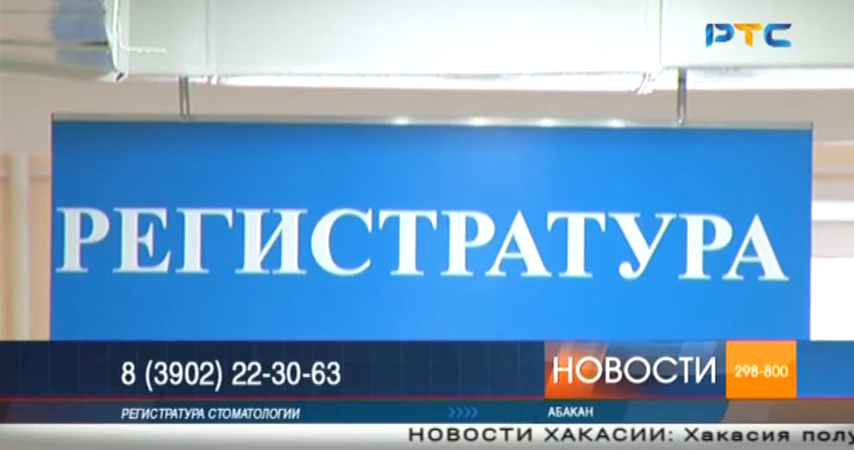 РТС
РЕГИСТРАТУРА
8 (3902) 22-30-63
НОВОСТИ
298-800
РЕГИСТРАТУРА СТОМАТОЛОГИИ
АБАКАН
НОВОСТИ ХАКАСИИ: Хакасия полу